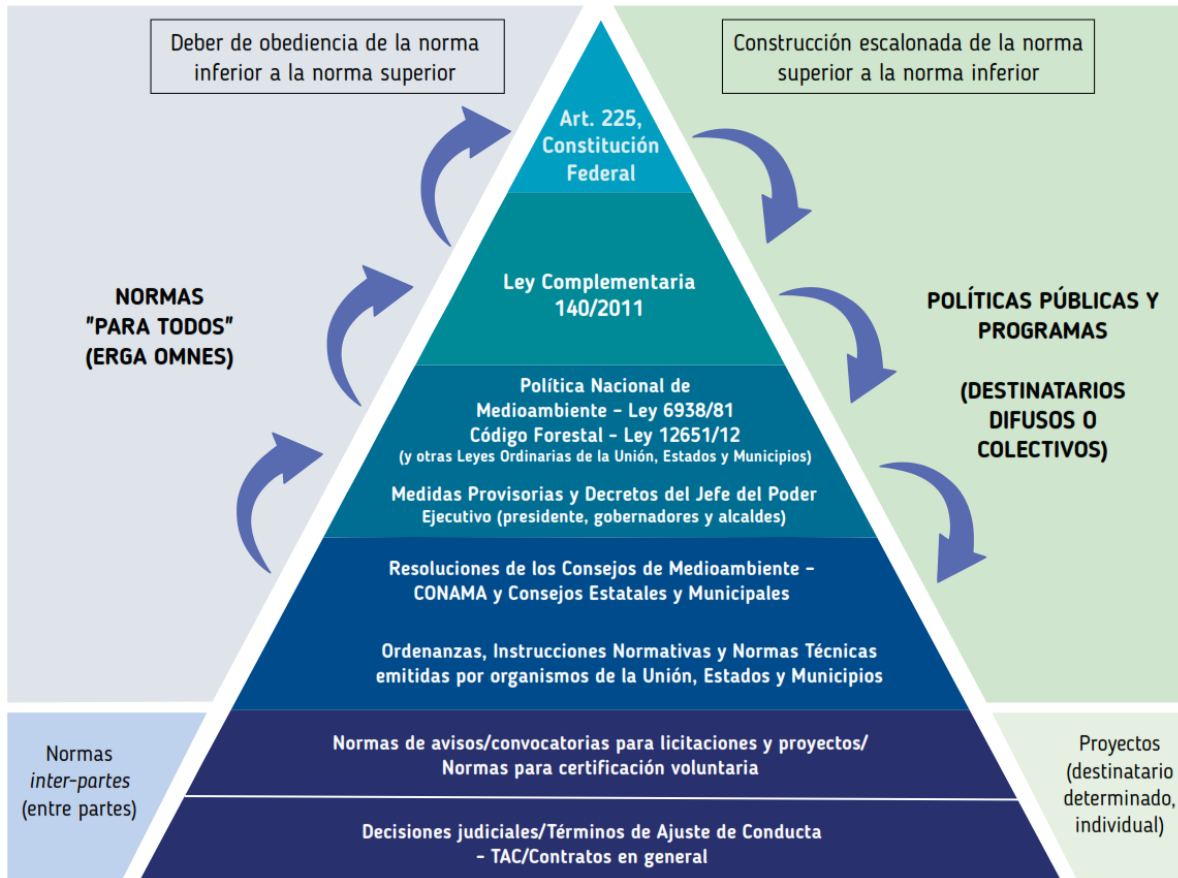 Deber de obediencia de la norma
inferior a la norma superior
Construcción escalonada de la norma
superior a la norma inferior
Art. 225,
Constitución
Federal
Ley Complementaria
140/2011
NORMAS
"PARA TODOS"
(ERGA OMNES)
POLÍTICAS PÚBLICAS Y
PROGRAMAS
(DESTINATARIOS
DIFUSOS O
COLECTIVOS)
Política Nacional de
Medioambiente – Ley 6938/81
Código Forestal – Ley 12651/12
(y otras Leyes Ordinarias de la Unión, Estados y Municipios)
Medidas Provisorias y Decretos del Jefe del Poder
Ejecutivo (presidente, gobernadores y alcaldes)
Resoluciones de los Consejos de Medioambiente –
CONAMA y Consejos Estatales y Municipales
Ordenanzas, Instrucciones Normativas y Normas Técnicas
emitidas por organismos de la Unión, Estados y Municipios
Normas
inter-partes
(entre partes)
Normas de avisos/convocatorias para licitaciones y proyectos/
Normas para certificación voluntaria
Decisiones judiciales/Términos de Ajuste de Conducta
– TAC/Contratos en general
Proyectos
(destinatario
determinado,
individual)